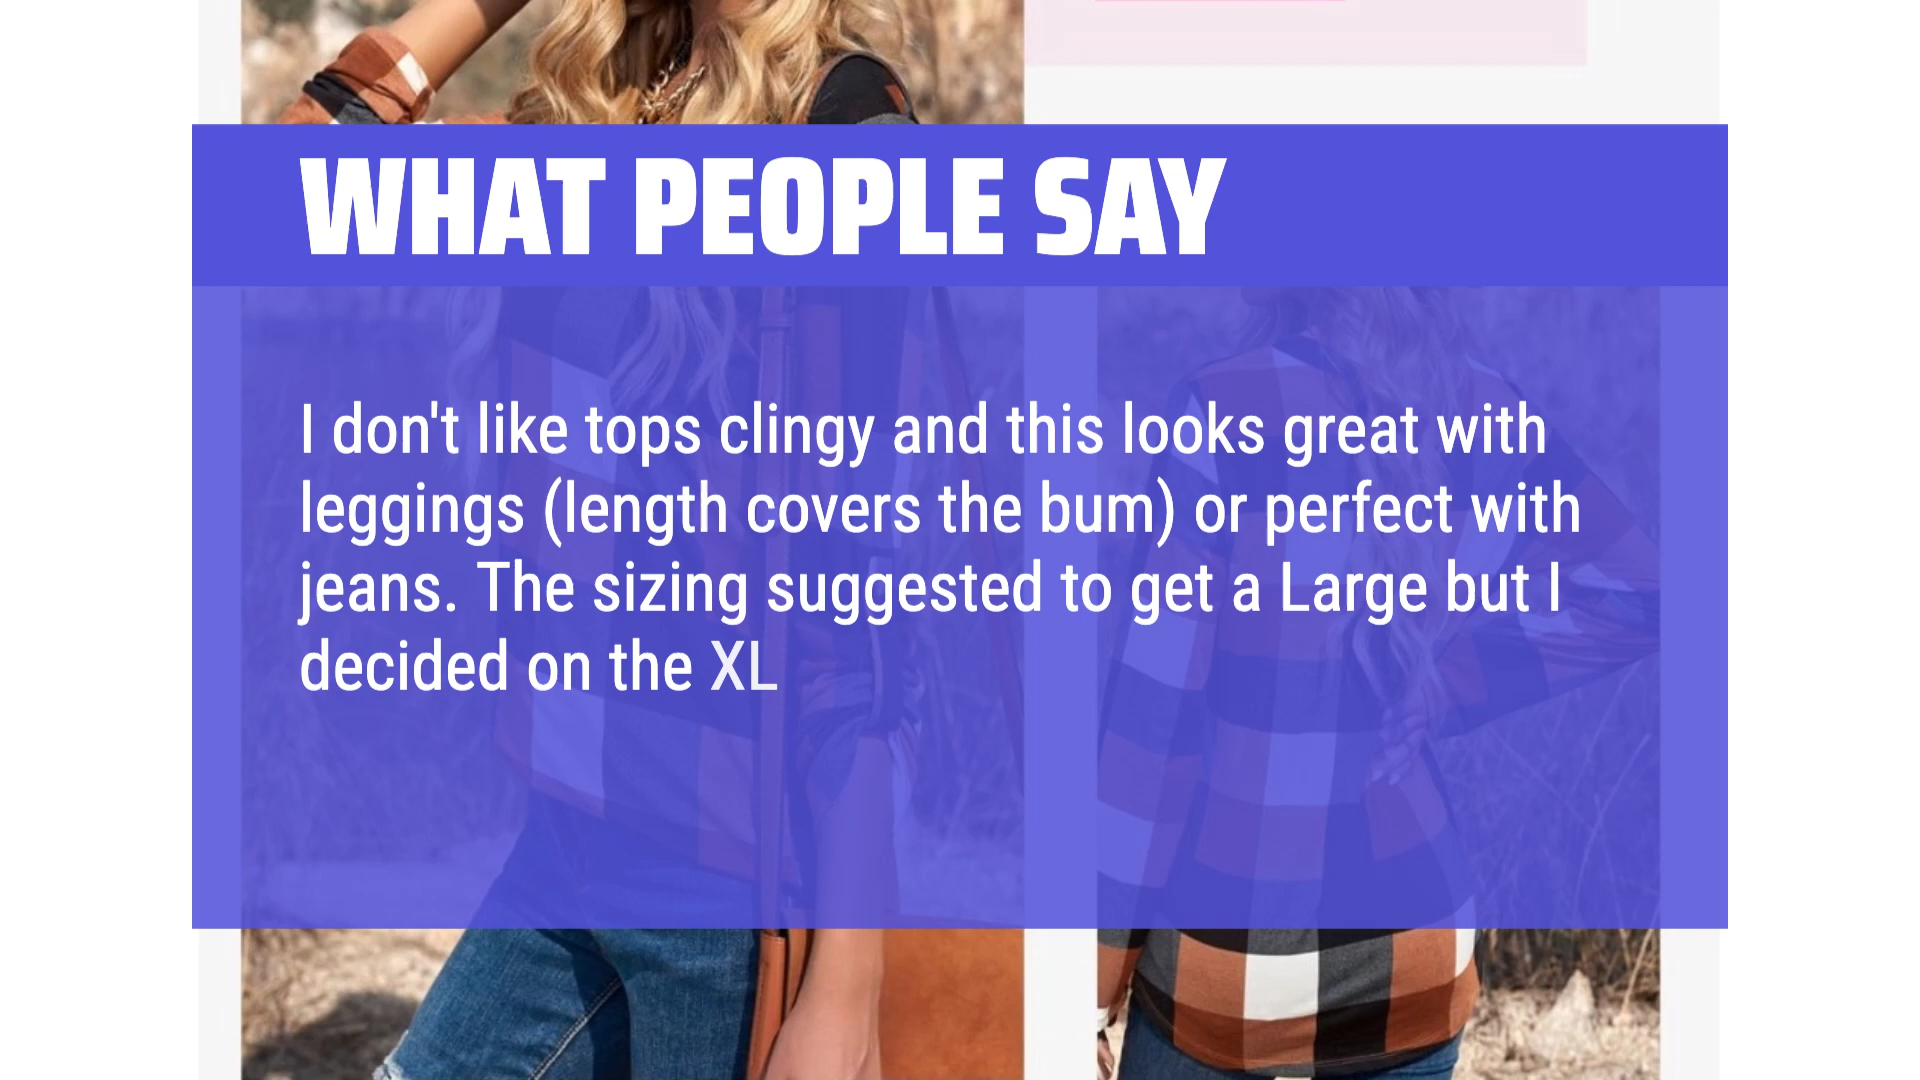 WHAT PEOPLE SAY
I don't like tops clingy and this looks great with
leggings (length covers the bum) or perfect with
jeans. The sizing suggested to get a Large but I
decided on the XL